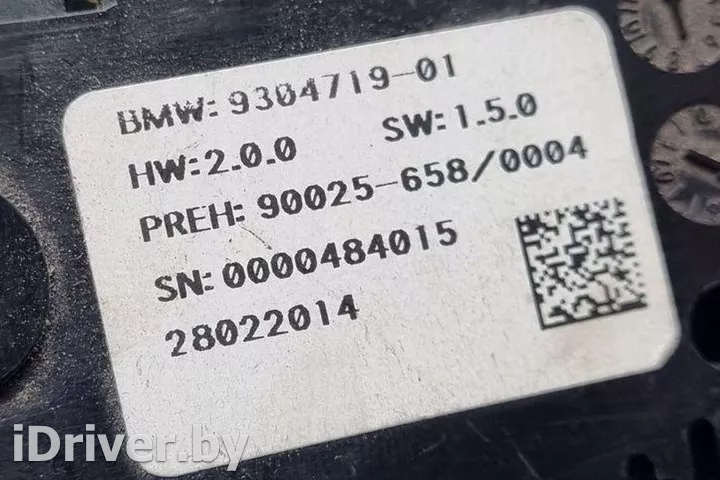 BMW: 9304719-01
HW:2.0.0 SW:1.5.0
PREH: 90025-658/0004
SN:0000484015
28022014
iDriver.by